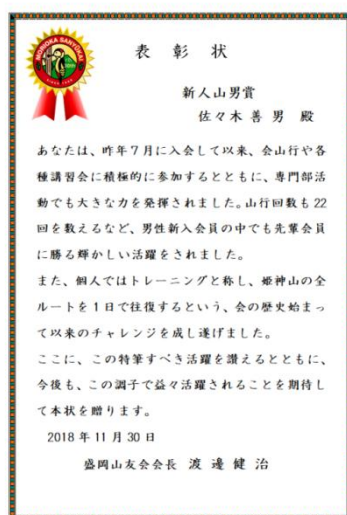 MORIOKA SANYUKAI
表彰状
新人山男賞
佐々木善男 殿
あなたは、昨年7月に入会して以来、会山行や各
種講習会に積極的に参加するとともに、専門部活
動でも大きな力を発揮されました。山行回数も22
回を数えるなど、男性新入会員の中でも先輩会員
に勝る輝かしい活躍をされました。
また、個人ではトレーニングと称し、姫神山の全
ルートを1日で往復するという、会の歴史始まっ
て以来のチャレンジを成し遂げました。
ここに、この特筆すべき活躍を讃えるとともに、
今後も、この調子で益々活躍されることを期待し
て本状を贈ります。
2018年11月30日
盛岡山友会会長 渡邊健治